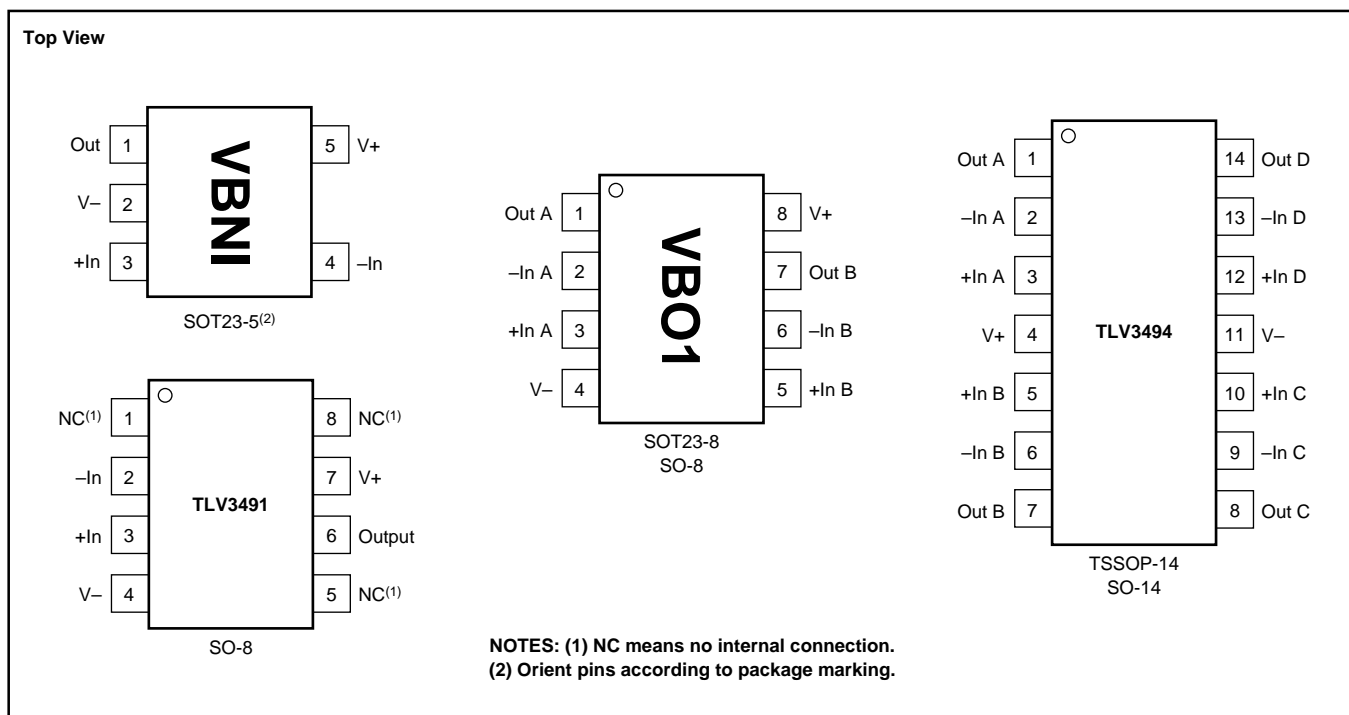 Top View
VBNI
Out 1
V– 2
+In 3
5 V+
4 –In
SOT23-5(2)
TLV3491
NC(1) 1
–In 2
+In 3
V– 4
8 NC(1)
7 V+
6 Output
5 NC(1)
SO-8
VBO1
Out A 1
–In A 2
+In A 3
V– 4
8 V+
7 Out B
6 –In B
5 +In B
SOT23-8
SO-8
TLV3494
Out A 1
–In A 2
+In A 3
V+ 4
+In B 5
–In B 6
Out B 7
14 Out D
13 –In D
12 +In D
11 V–
10 +In C
9 –In C
8 Out C
TSSOP-14
SO-14
NOTES: (1) NC means no internal connection.
(2) Orient pins according to package marking.